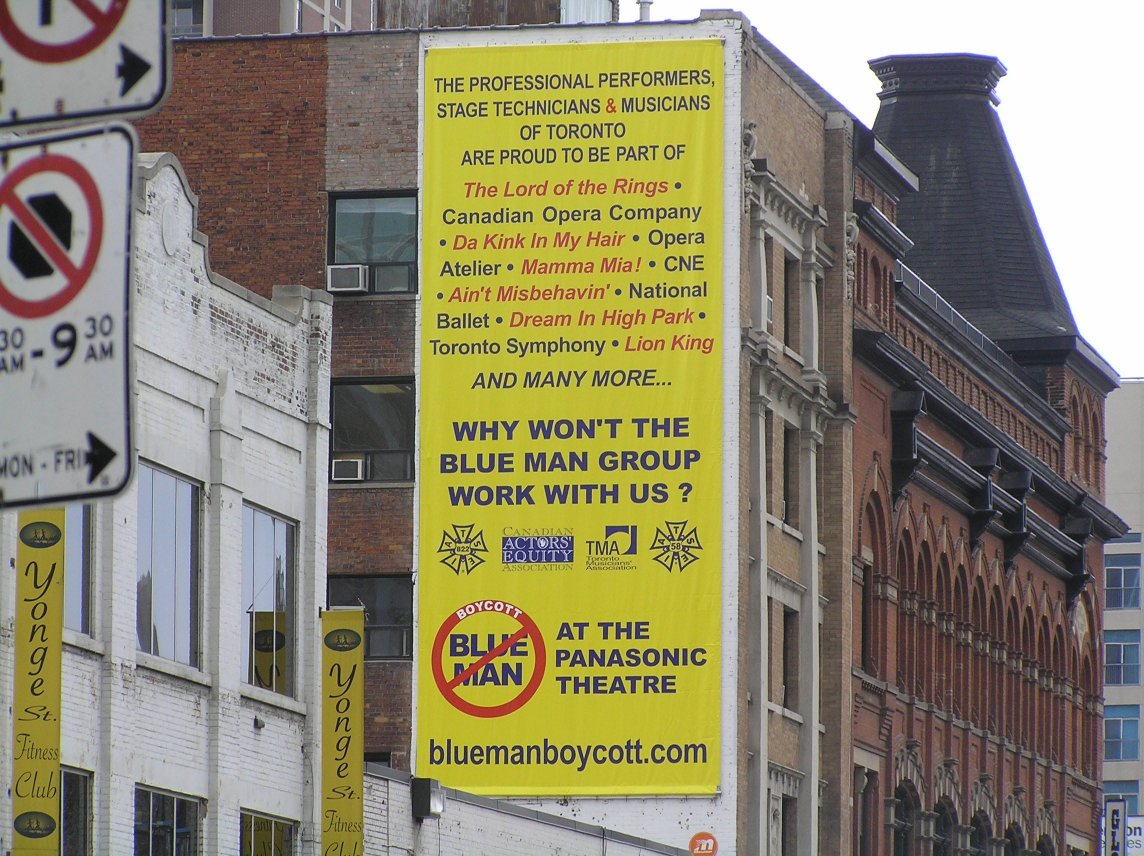 30 - 9 30
AM AM
MON - FRI
THE PROFESSIONAL PERFORMERS,
STAGE TECHNICIANS & MUSICIANS
OF TORONTO
ARE PROUD TO BE PART OF
The Lord of the Rings •
Canadian Opera Company
• Da Kink In My Hair • Opera
Atelier • Mamma Mia! • CNE
• Ain't Misbehavin' • National
Ballet • Dream In High Park •
Toronto Symphony • Lion King
AND MANY MORE...
WHY WON'T THE
BLUE MAN GROUP
WORK WITH US ?
IATSE 822
CANADIAN
ACTORS'
EQUITY
ASSOCIATION
TMA
Toronto
Musicians'
Association
IATSE 58
BOYCOTT
BLUE
MAN
AT THE
PANASONIC
THEATRE
bluemanboycott.com
Yonge
St.
Fitness
Club
Yonge
St.
Fitness
Club
m